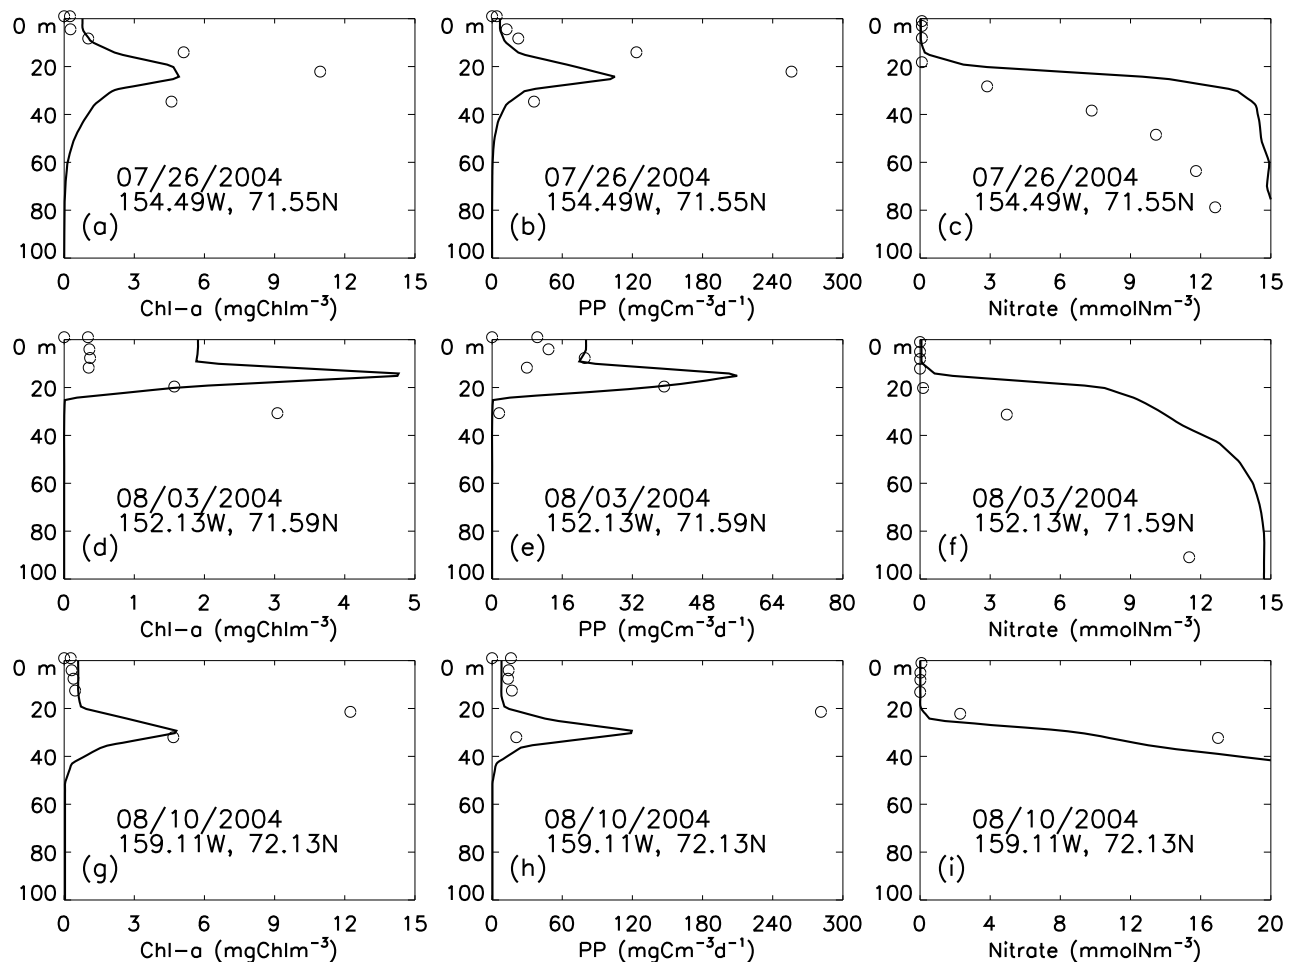 0 m
20
40
60
80
100
07/26/2004
154.49W, 71.55N
(a)
0 3 6 9 12 15
Chl-a (mgChlm⁻³)
0 m
20
40
60
80
100
07/26/2004
154.49W, 71.55N
(b)
0 60 120 180 240 300
PP (mgCm⁻³d⁻¹)
0 m
20
40
60
80
100
07/26/2004
154.49W, 71.55N
(c)
0 3 6 9 12 15
Nitrate (mmolNm⁻³)
0 m
20
40
60
80
100
08/03/2004
152.13W, 71.59N
(d)
0 1 2 3 4 5
Chl-a (mgChlm⁻³)
0 m
20
40
60
80
100
08/03/2004
152.13W, 71.59N
(e)
0 16 32 48 64 80
PP (mgCm⁻³d⁻¹)
0 m
20
40
60
80
100
08/03/2004
152.13W, 71.59N
(f)
0 3 6 9 12 15
Nitrate (mmolNm⁻³)
0 m
20
40
60
80
100
08/10/2004
159.11W, 72.13N
(g)
0 3 6 9 12 15
Chl-a (mgChlm⁻³)
0 m
20
40
60
80
100
08/10/2004
159.11W, 72.13N
(h)
0 60 120 180 240 300
PP (mgCm⁻³d⁻¹)
0 m
20
40
60
80
100
08/10/2004
159.11W, 72.13N
(i)
0 4 8 12 16 20
Nitrate (mmolNm⁻³)